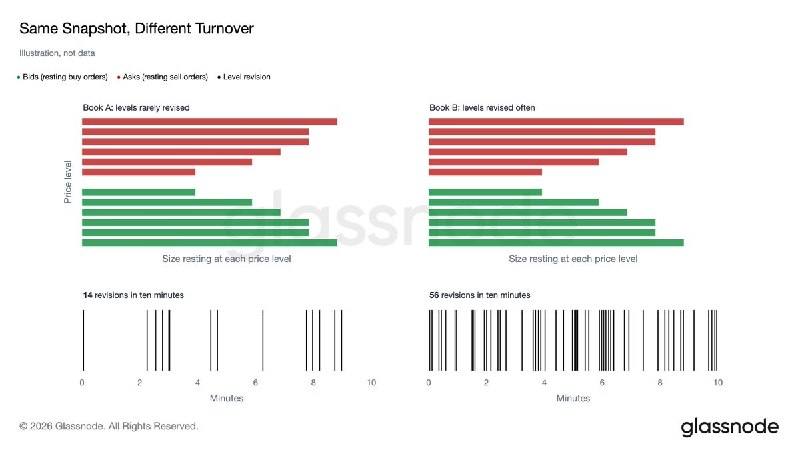 Same Snapshot, Different Turnover
Illustration, not data
Bids (resting buy orders) Asks (resting sell orders) Level revision
Book A: levels rarely revised
Price level
Size resting at each price level
14 revisions in ten minutes
0 2 4 6 8 10
Minutes
Book B: levels revised often
Size resting at each price level
56 revisions in ten minutes
0 2 4 6 8 10
Minutes
glassnode
© 2026 Glassnode. All Rights Reserved.
glassnode